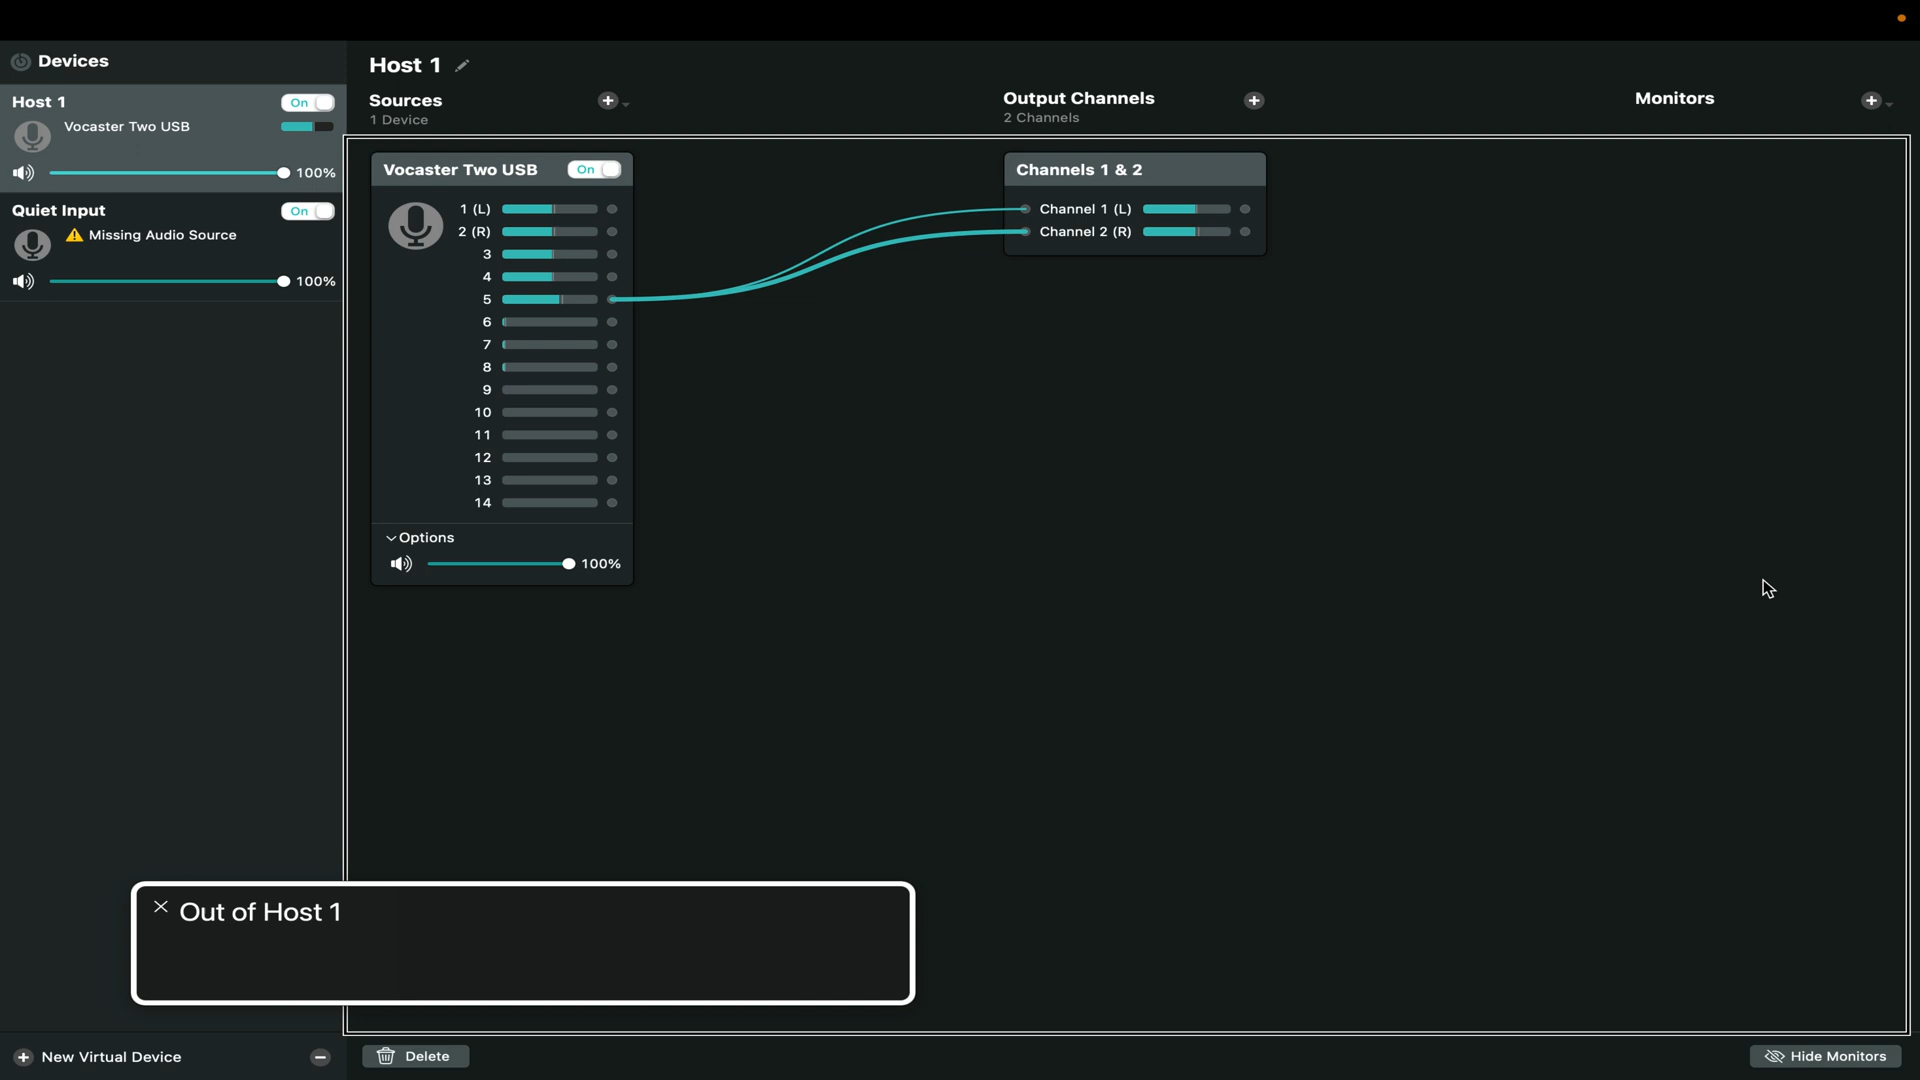 Devices
Host 1
On
Vocaster Two USB
100%
Quiet Input
On
Missing Audio Source
100%
Host 1
Sources
1 Device
Output Channels
2 Channels
Monitors
Vocaster Two USB
On
1 (L)
2 (R)
3
4
5
6
7
8
9
10
11
12
13
14
Options
100%
Channels 1 & 2
Channel 1 (L)
Channel 2 (R)
Out of Host 1
New Virtual Device
Delete
Hide Monitors